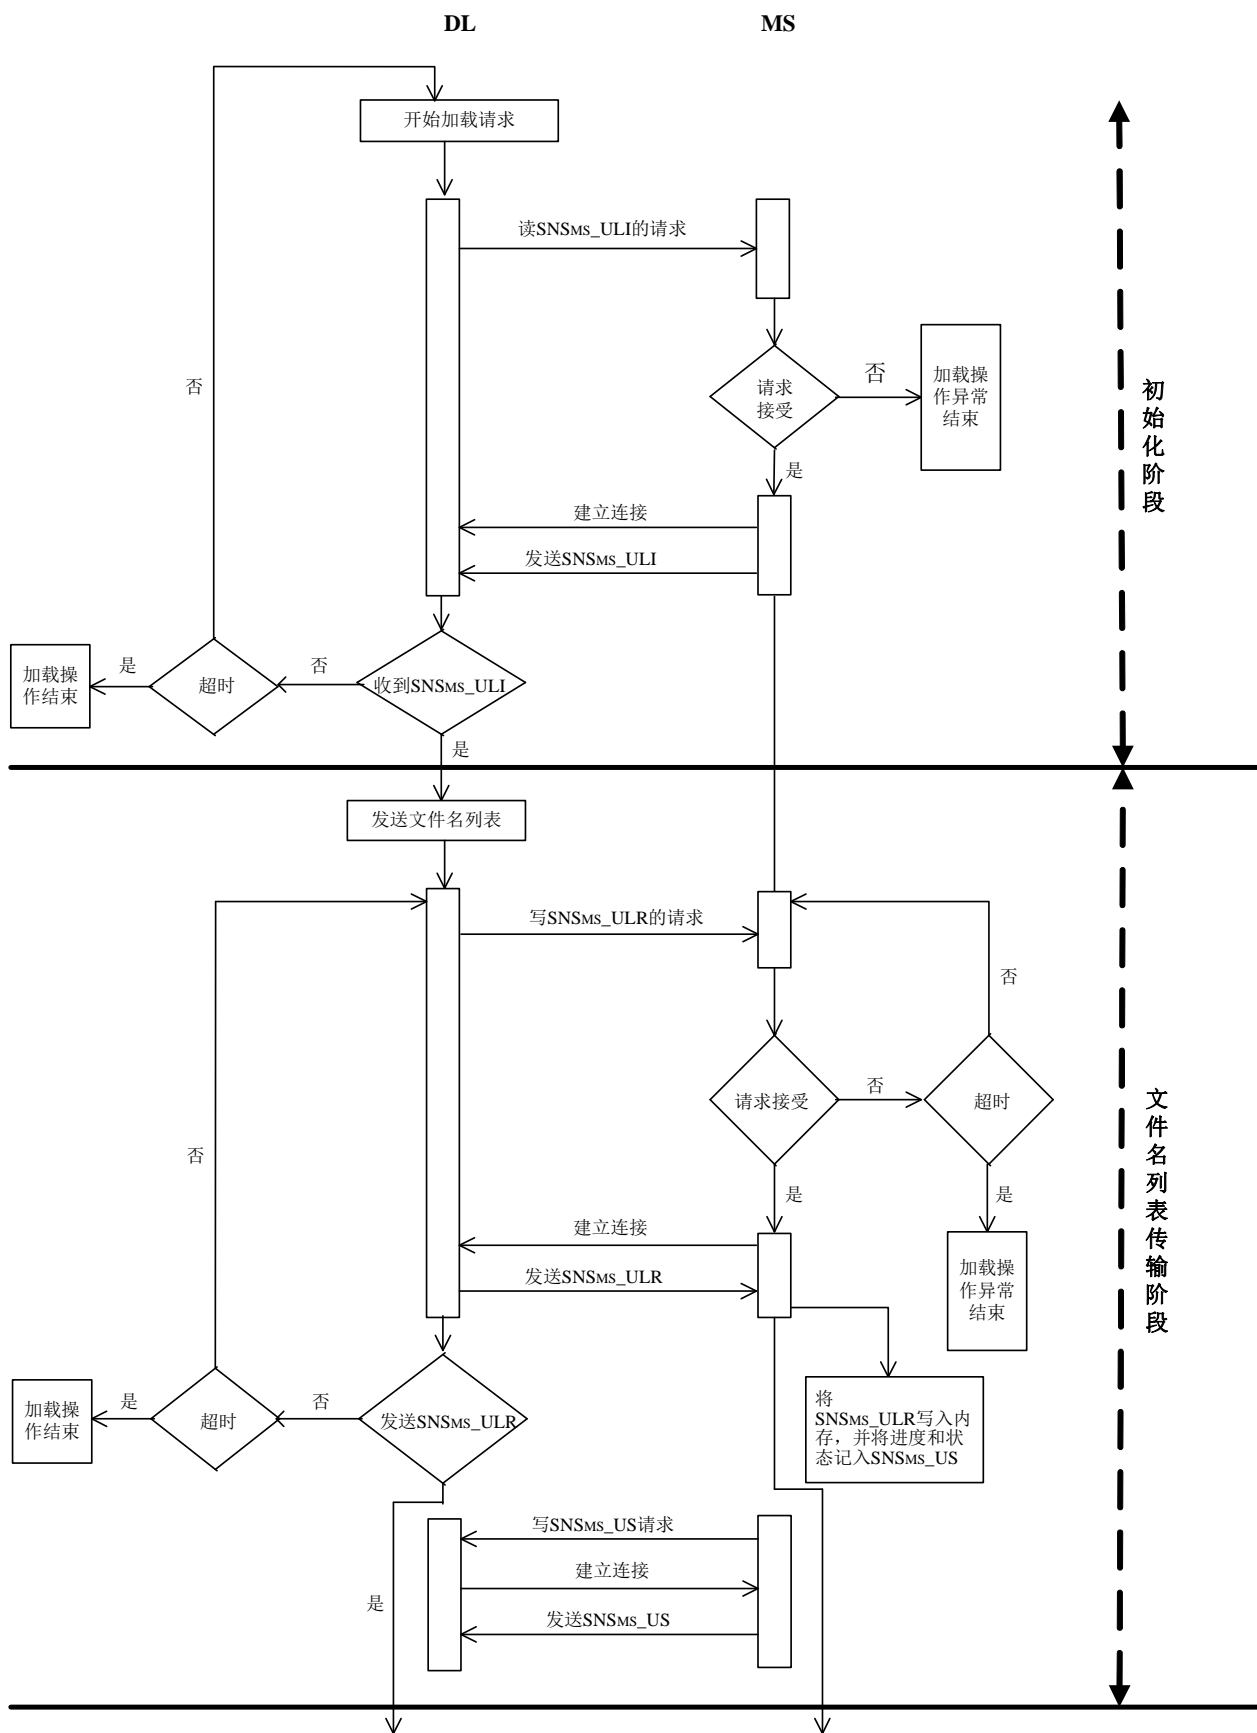 DL
MS
开始加载请求
读SNSMS_ULI的请求
否
请求
接受
否
加载操
作异常
结束
是
建立连接
发送SNSMS_ULI
初始化阶段
加载操
作结束
是
超时
否
收到SNSMS_ULI
是
发送文件名列表
写SNSMS_ULR的请求
否
否
请求接受
否
超时
是
是
建立连接
发送SNSMS_ULR
加载操
作异常
结束
文件名列表传输阶段
加载操
作结束
是
超时
否
发送SNSMS_ULR
将
SNSMS_ULR写入内
存，并将进度和状
态记入SNSMS_US
写SNSMS_US请求
建立连接
是
发送SNSMS_US